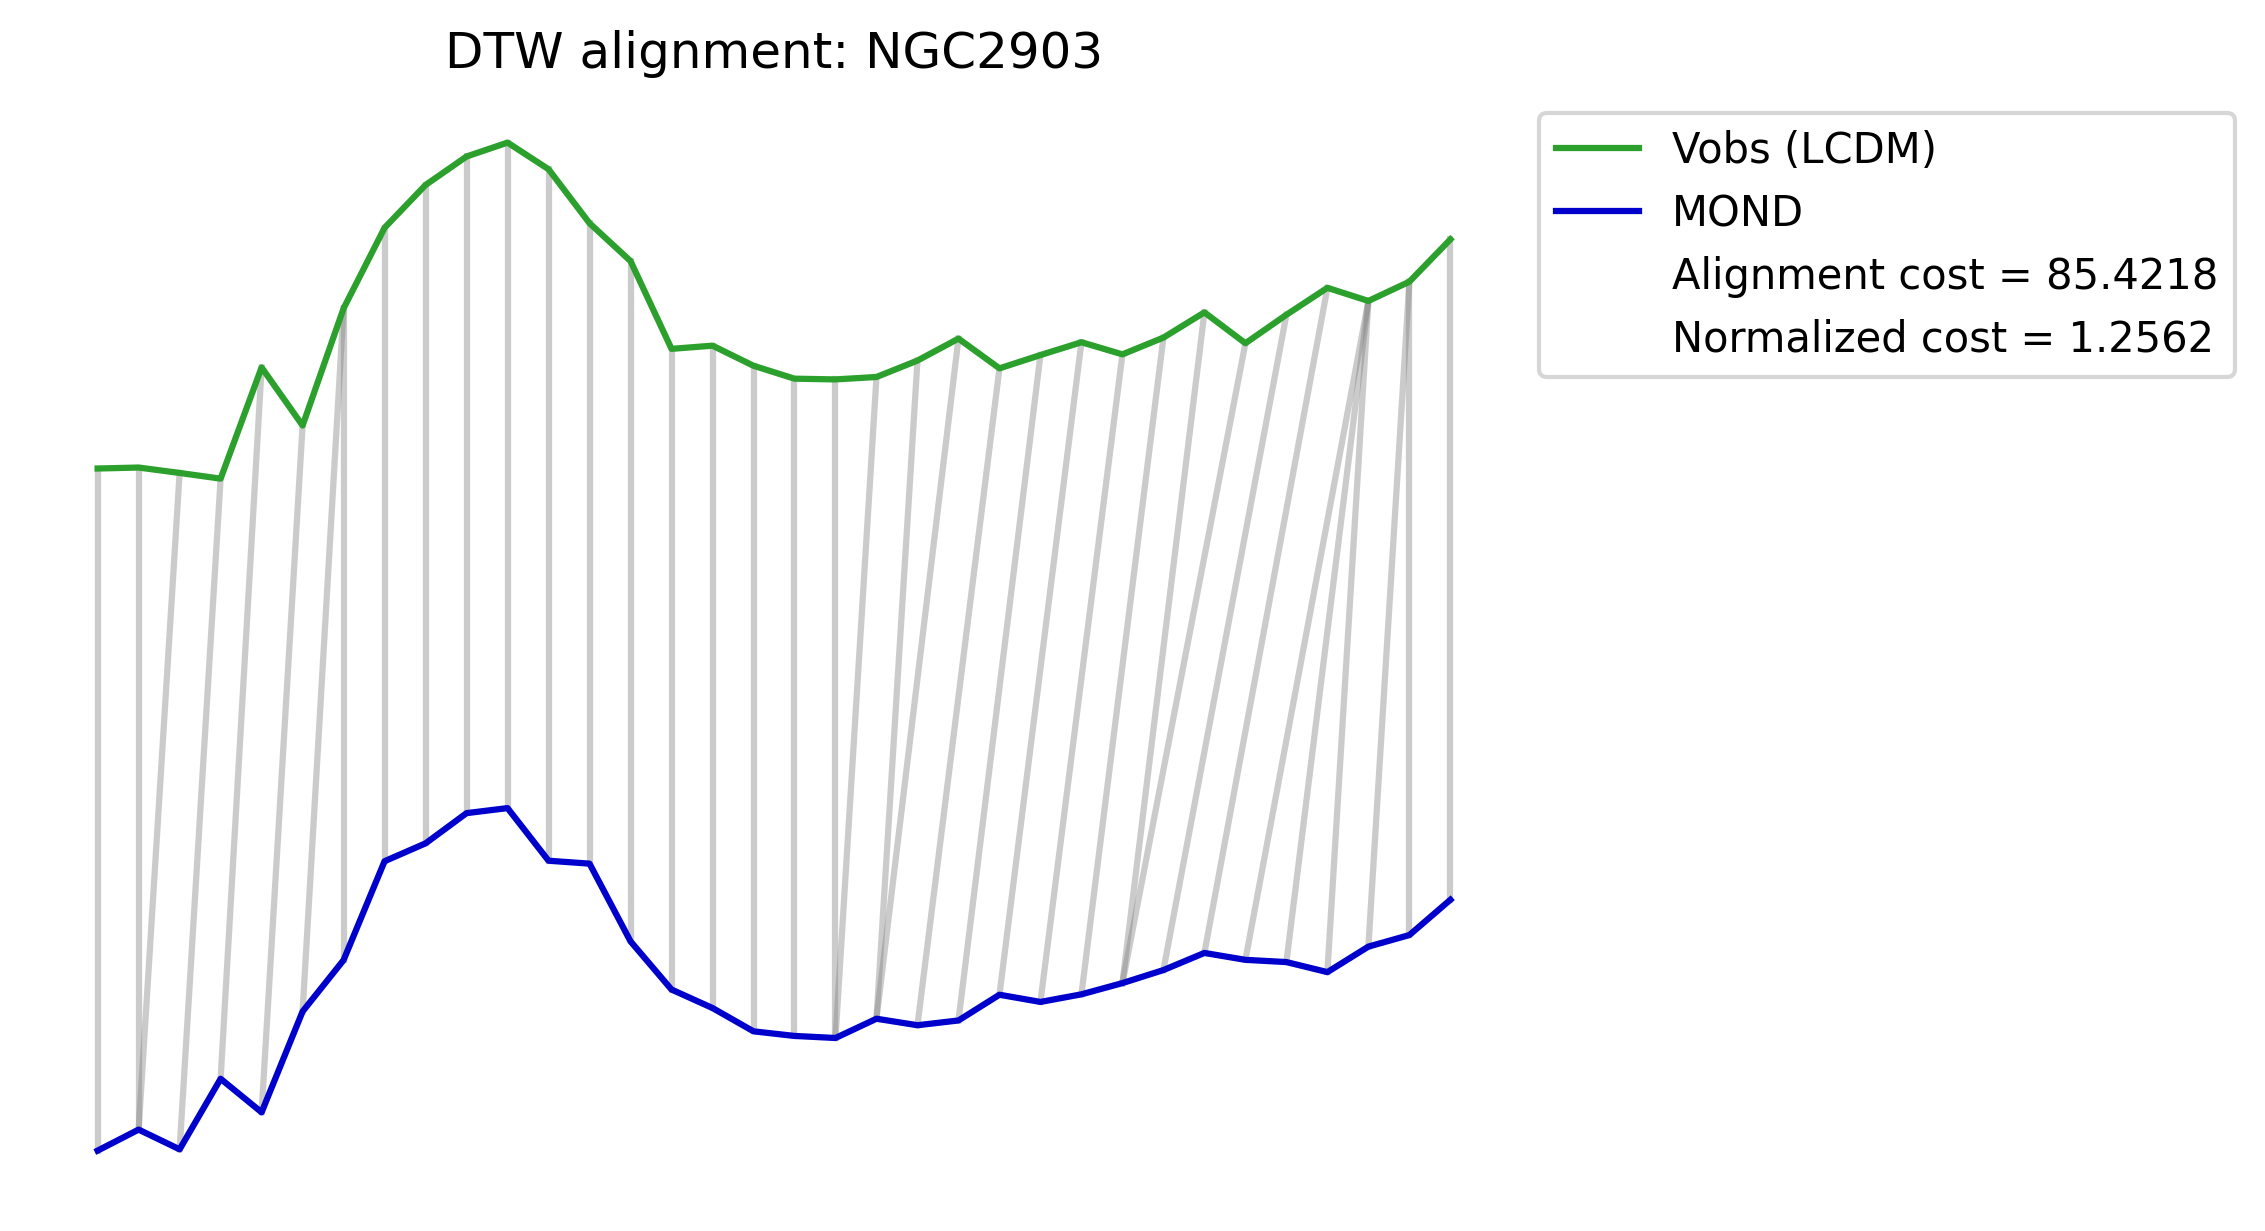 DTW alignment: NGC2903
Vobs (LCDM)
MOND
Alignment cost = 85.4218
Normalized cost = 1.2562